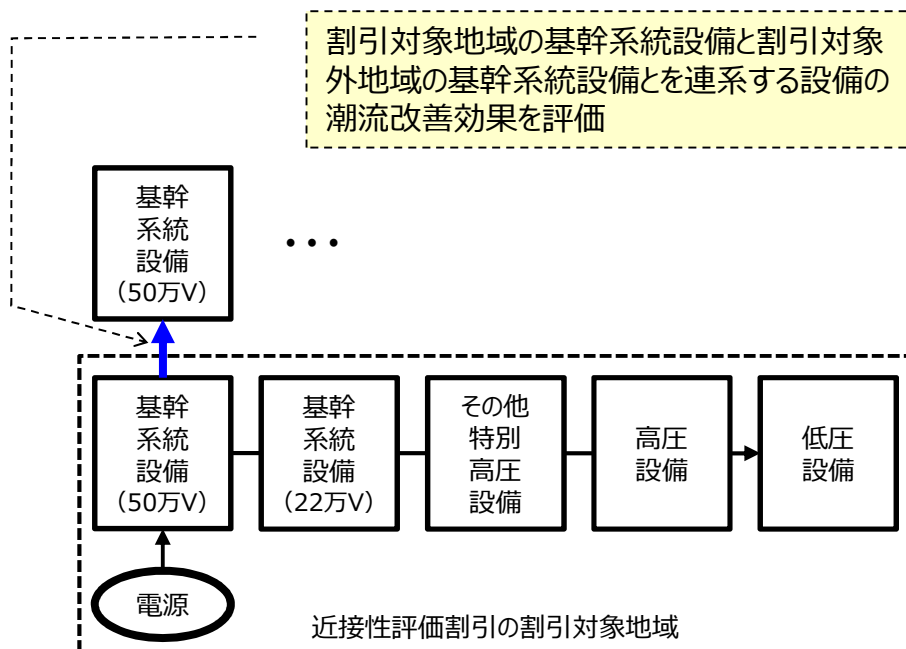 割引対象地域の基幹系統設備と割引対象
外地域の基幹系統設備とを連系する設備の
潮流改善効果を評価
基幹
系統
設備
（50万V）
・・・
基幹
系統
設備
（50万V）
基幹
系統
設備
（22万V）
その他
特別
高圧
設備
高圧
設備
低圧
設備
電源
近接性評価割引の割引対象地域